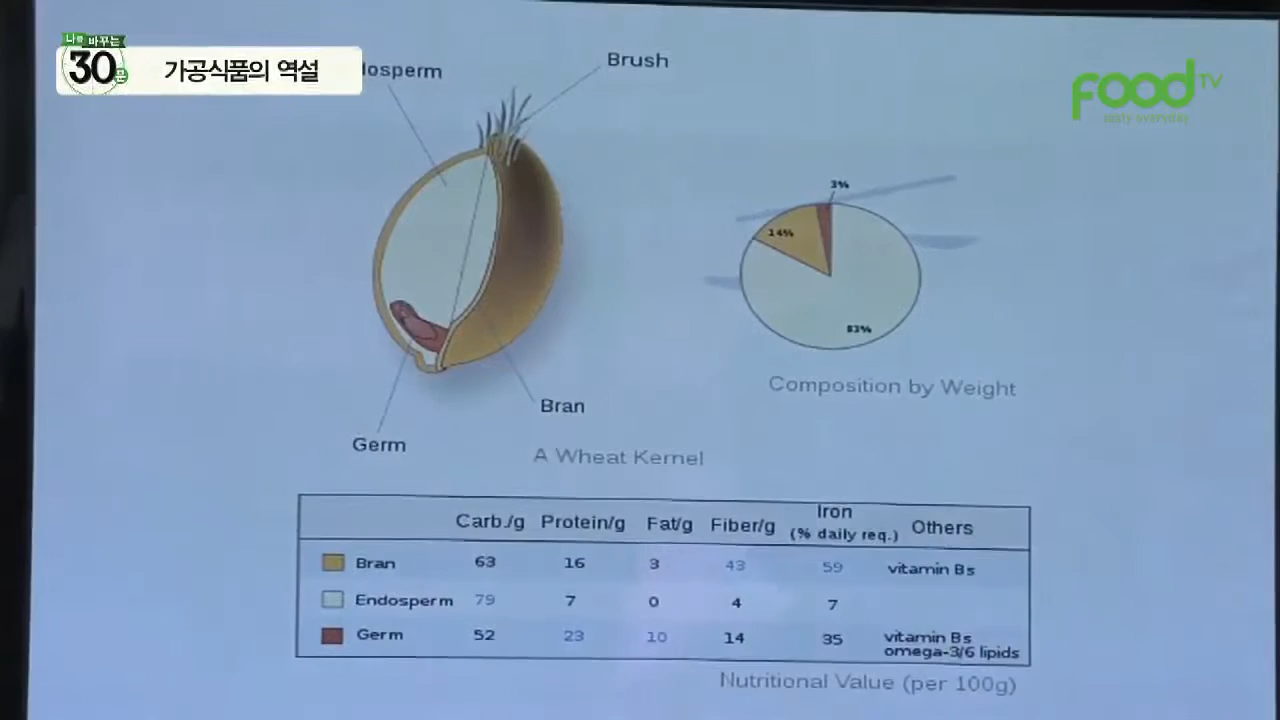 나를 바꾸는
30분
가공식품의 역설
food TV
tasty everyday
dosperm
Brush
3%
14%
83%
Composition by Weight
Bran
Germ
A Wheat Kernel
Carb./g Protein/g Fat/g Fiber/g Iron (% daily req.) Others
Bran 63 16 3 43 59 vitamin Bs
Endosperm 79 7 0 4 7
Germ 52 23 10 14 35 vitamin Bs
omega-3/6 lipids
Nutritional Value (per 100g)